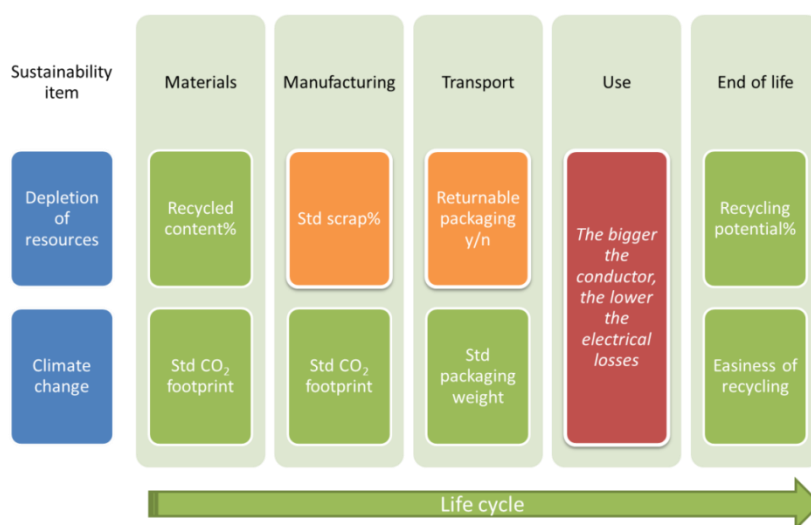 Sustainability
item
Materials
Manufacturing
Transport
Use
End of life
Depletion
of
resources
Recycled
content%
Std scrap%
Returnable
packaging
y/n
The bigger
the
conductor,
the lower
the
electrical
losses
Recycling
potential%
Climate
change
Std CO₂
footprint
Std CO₂
footprint
Std
packaging
weight
Easiness of
recycling
Life cycle